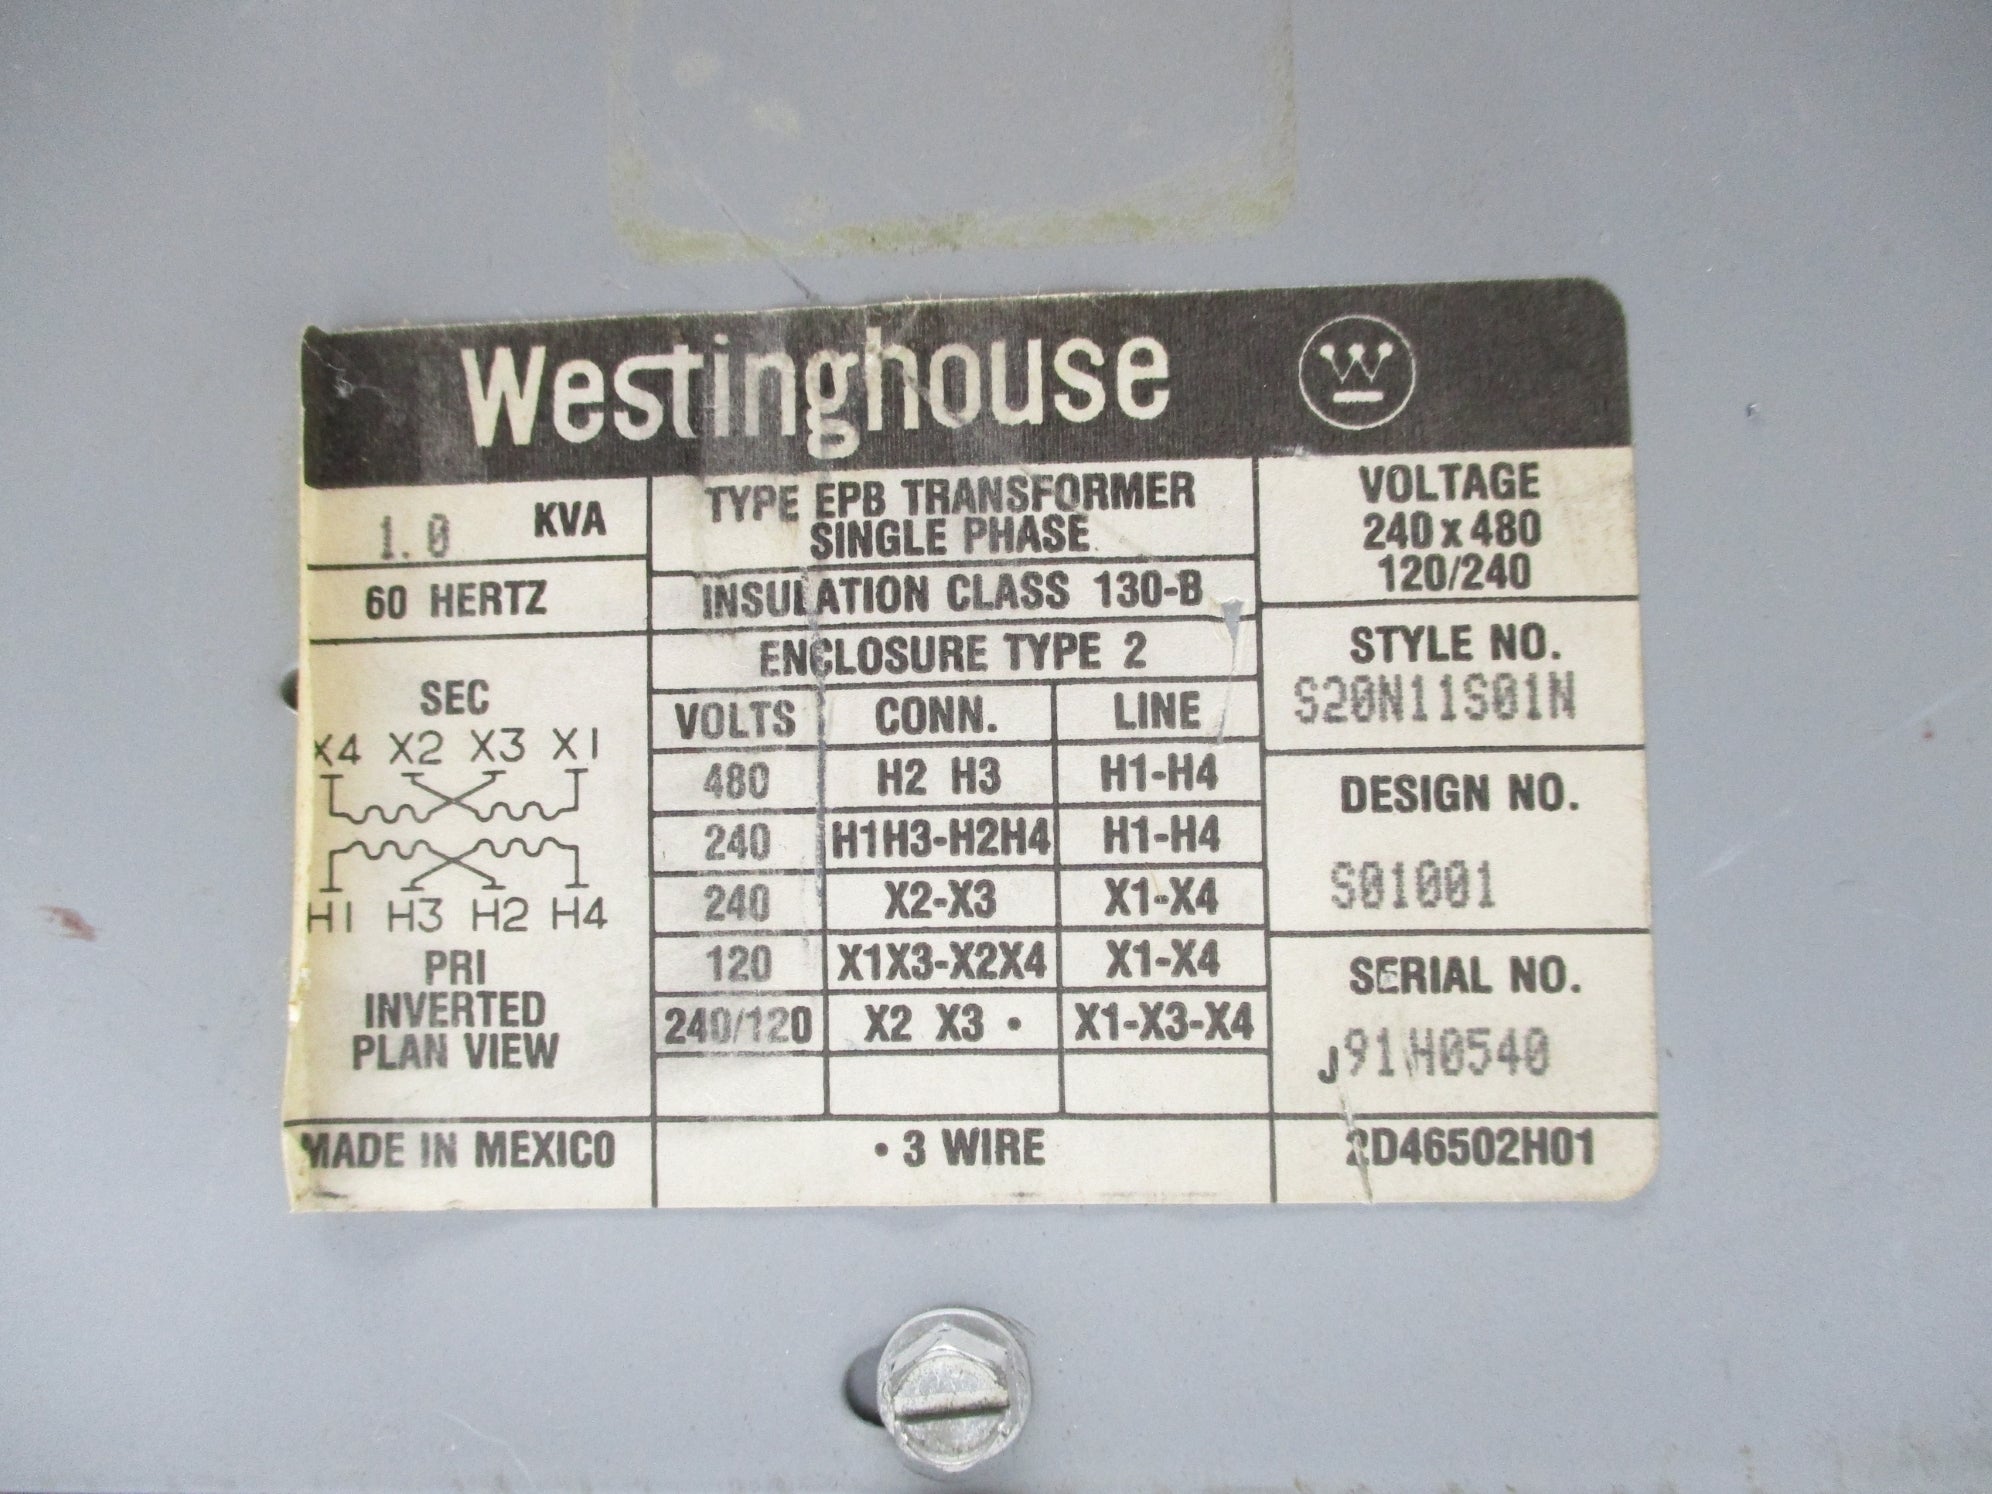 Westinghouse
W
1.0 KVA
60 HERTZ
SEC
X4 X2 X3 X1
H1 H3 H2 H4
PRI
INVERTED
PLAN VIEW
MADE IN MEXICO
TYPE EPB TRANSFORMER
SINGLE PHASE
INSULATION CLASS 130-B
ENCLOSURE TYPE 2
VOLTS CONN. LINE
480 H2 H3 H1-H4
240 H1H3-H2H4 H1-H4
240 X2-X3 X1-X4
120 X1X3-X2X4 X1-X4
240/120 X2 X3 • X1-X3-X4
• 3 WIRE
VOLTAGE
240 x 480
120/240
STYLE NO.
S20N11S01N
DESIGN NO.
S01001
SERIAL NO.
J91H0540
2D46502H01